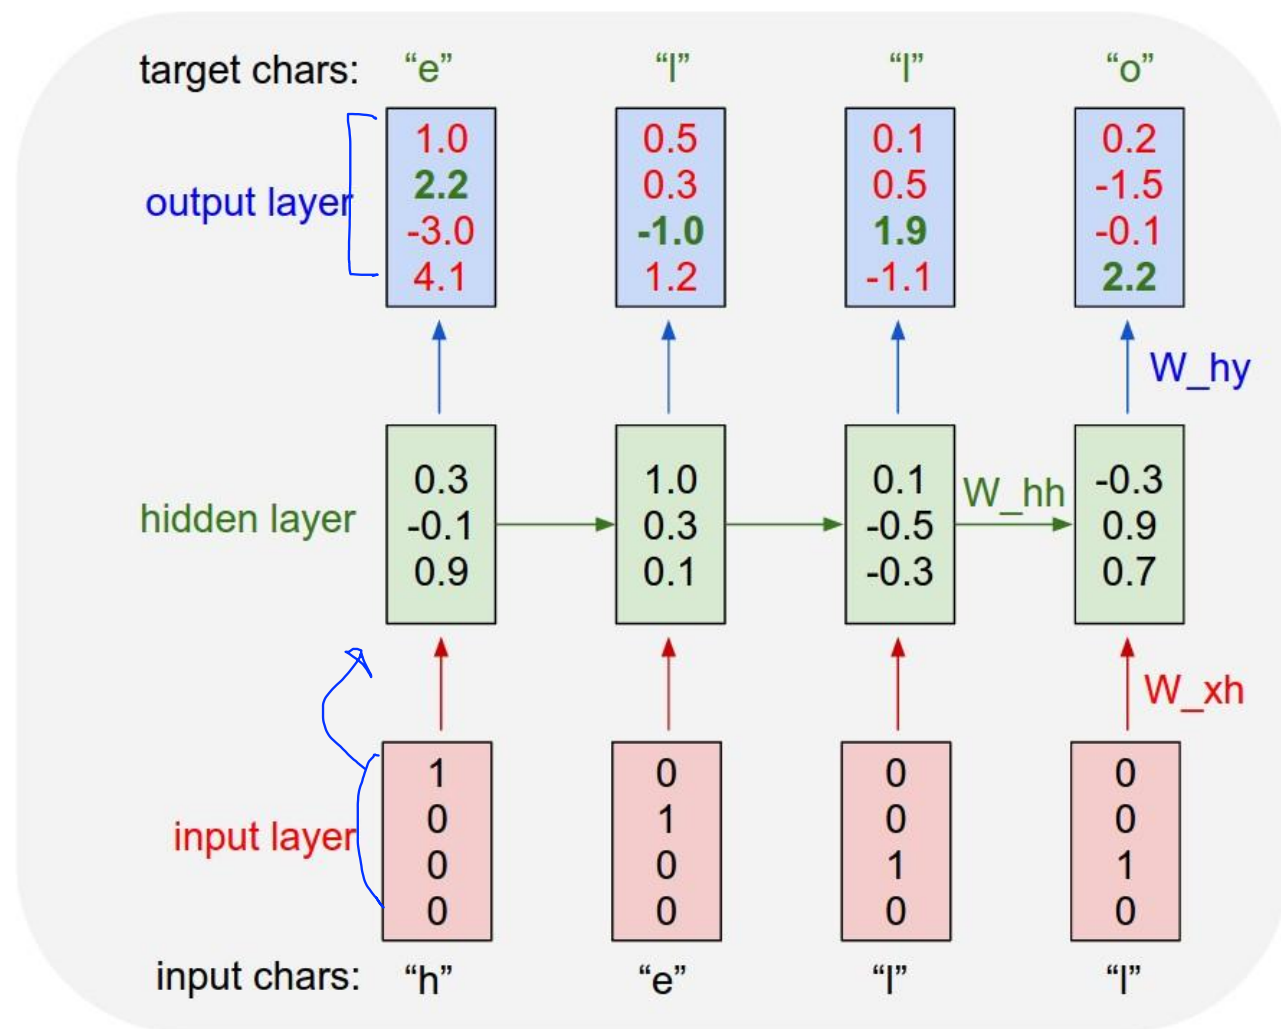 target chars: “e” “l” “l” “o”
output layer
1.0 0.5 0.1 0.2
2.2 0.3 0.5 -1.5
-3.0 -1.0 1.9 -0.1
4.1 1.2 -1.1 2.2
W_hy
hidden layer
0.3 1.0 0.1 -0.3
-0.1 0.3 -0.5 0.9
0.9 0.1 -0.3 0.7
W_hh
W_xh
input layer
1 0 0 0
0 1 0 0
0 0 1 1
0 0 0 0
input chars: “h” “e” “l” “l”